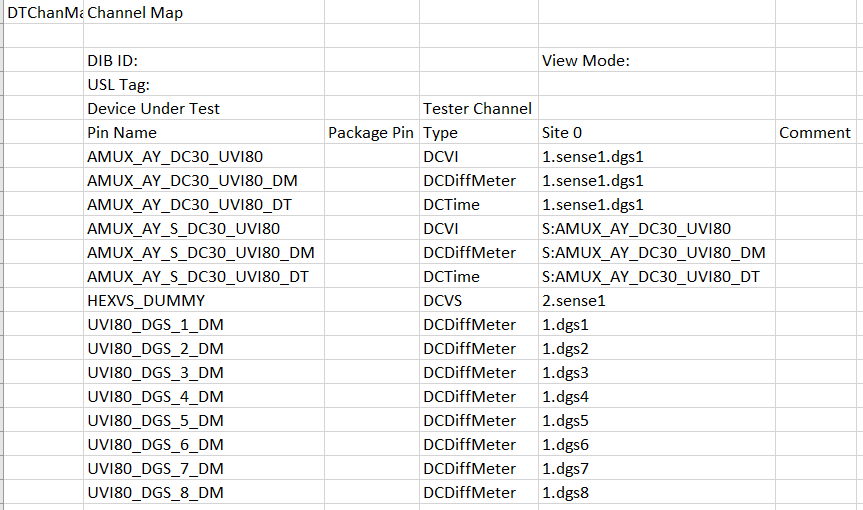 DTChanMa Channel Map
DIB ID: View Mode:
USL Tag:
Device Under Test Tester Channel
Pin Name Package Pin Type Site 0 Comment
AMUX_AY_DC30_UVI80 DCVI 1.sense1.dgs1
AMUX_AY_DC30_UVI80_DM DCDiffMeter 1.sense1.dgs1
AMUX_AY_DC30_UVI80_DT DCTime 1.sense1.dgs1
AMUX_AY_S_DC30_UVI80 DCVI S:AMUX_AY_DC30_UVI80
AMUX_AY_S_DC30_UVI80_DM DCDiffMeter S:AMUX_AY_DC30_UVI80_DM
AMUX_AY_S_DC30_UVI80_DT DCTime S:AMUX_AY_DC30_UVI80_DT
HEXVS_DUMMY DCVS 2.sense1
UVI80_DGS_1_DM DCDiffMeter 1.dgs1
UVI80_DGS_2_DM DCDiffMeter 1.dgs2
UVI80_DGS_3_DM DCDiffMeter 1.dgs3
UVI80_DGS_4_DM DCDiffMeter 1.dgs4
UVI80_DGS_5_DM DCDiffMeter 1.dgs5
UVI80_DGS_6_DM DCDiffMeter 1.dgs6
UVI80_DGS_7_DM DCDiffMeter 1.dgs7
UVI80_DGS_8_DM DCDiffMeter 1.dgs8